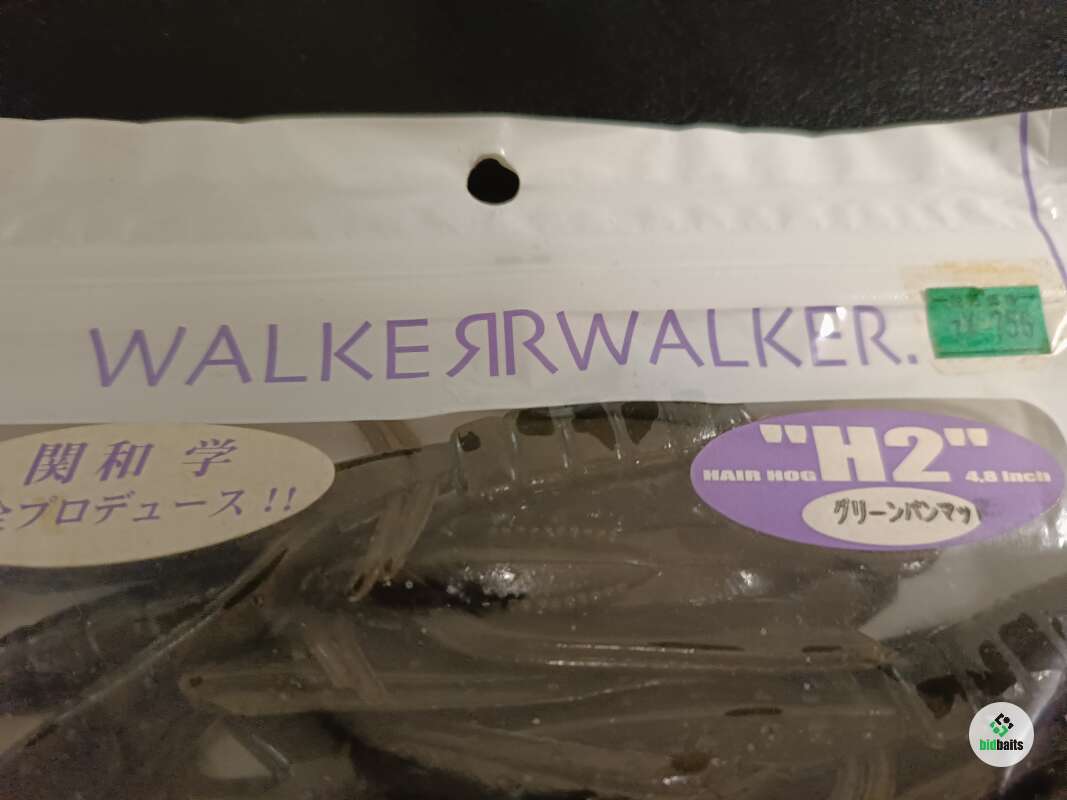 WALKEЯRWALKER.
関和 学
全プロデュース!!
"H2"
HAIR HOG 4.8 inch
グリーンパンマッ
bidbaits